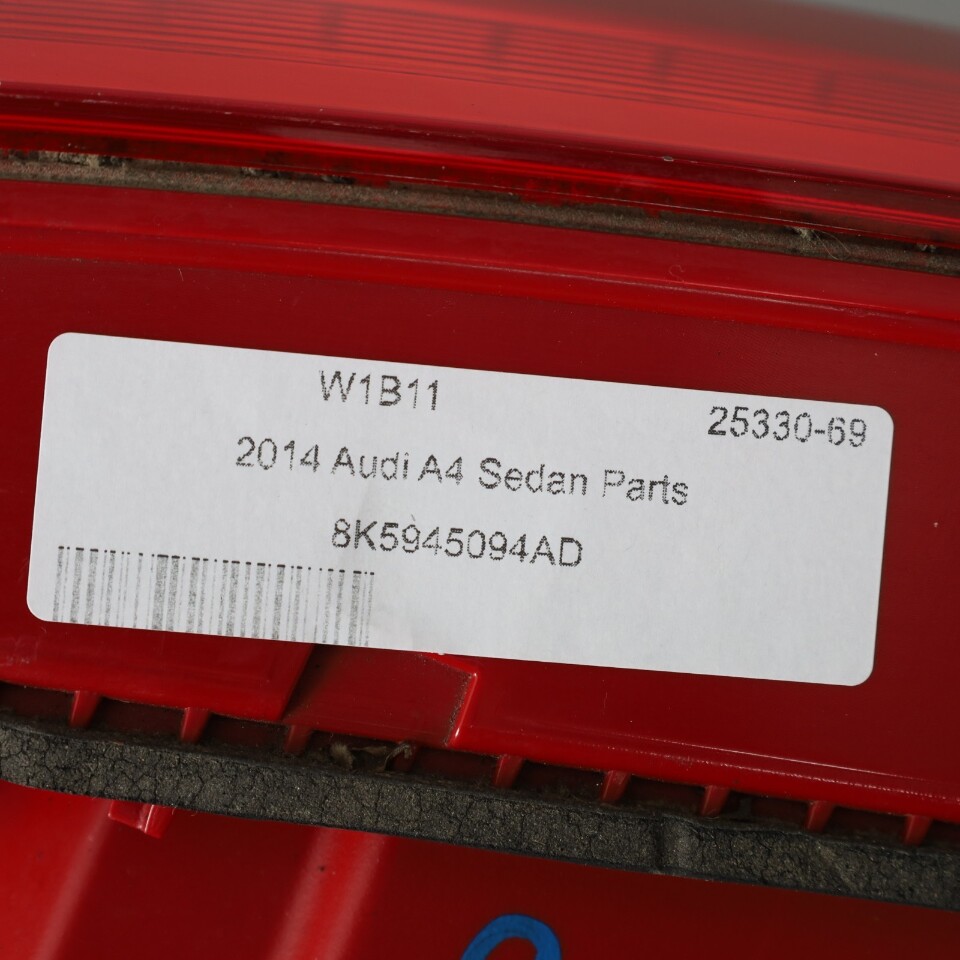 W1B11
25330-69
2014 Audi A4 Sedan Parts
8K5945094AD